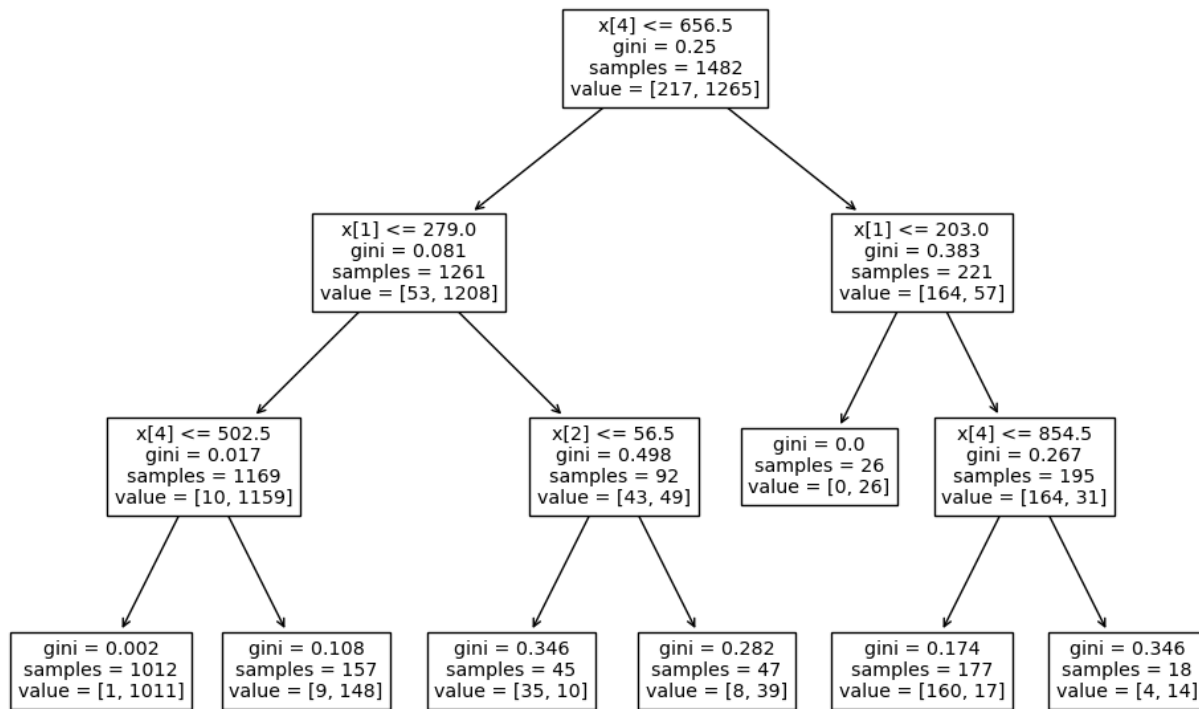 x[4] <= 656.5
gini = 0.25
samples = 1482
value = [217, 1265]
x[1] <= 279.0
gini = 0.081
samples = 1261
value = [53, 1208]
x[1] <= 203.0
gini = 0.383
samples = 221
value = [164, 57]
x[4] <= 502.5
gini = 0.017
samples = 1169
value = [10, 1159]
x[2] <= 56.5
gini = 0.498
samples = 92
value = [43, 49]
gini = 0.0
samples = 26
value = [0, 26]
x[4] <= 854.5
gini = 0.267
samples = 195
value = [164, 31]
gini = 0.002
samples = 1012
value = [1, 1011]
gini = 0.108
samples = 157
value = [9, 148]
gini = 0.346
samples = 45
value = [35, 10]
gini = 0.282
samples = 47
value = [8, 39]
gini = 0.174
samples = 177
value = [160, 17]
gini = 0.346
samples = 18
value = [4, 14]